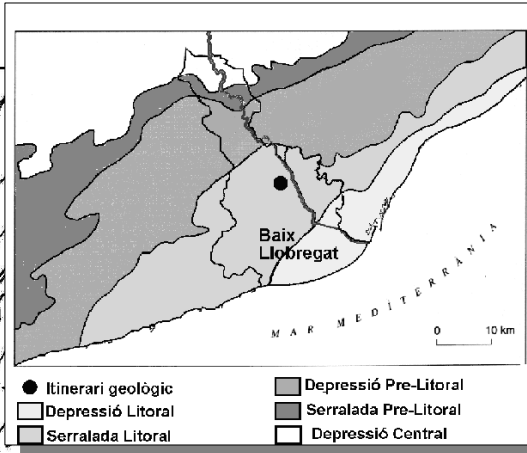 Baix
Llobregat
MAR MEDITERRÀNIA
0 10 km
Itinerari geològic
Depressió Litoral
Serralada Litoral
Depressió Pre-Litoral
Serralada Pre-Litoral
Depressió Central